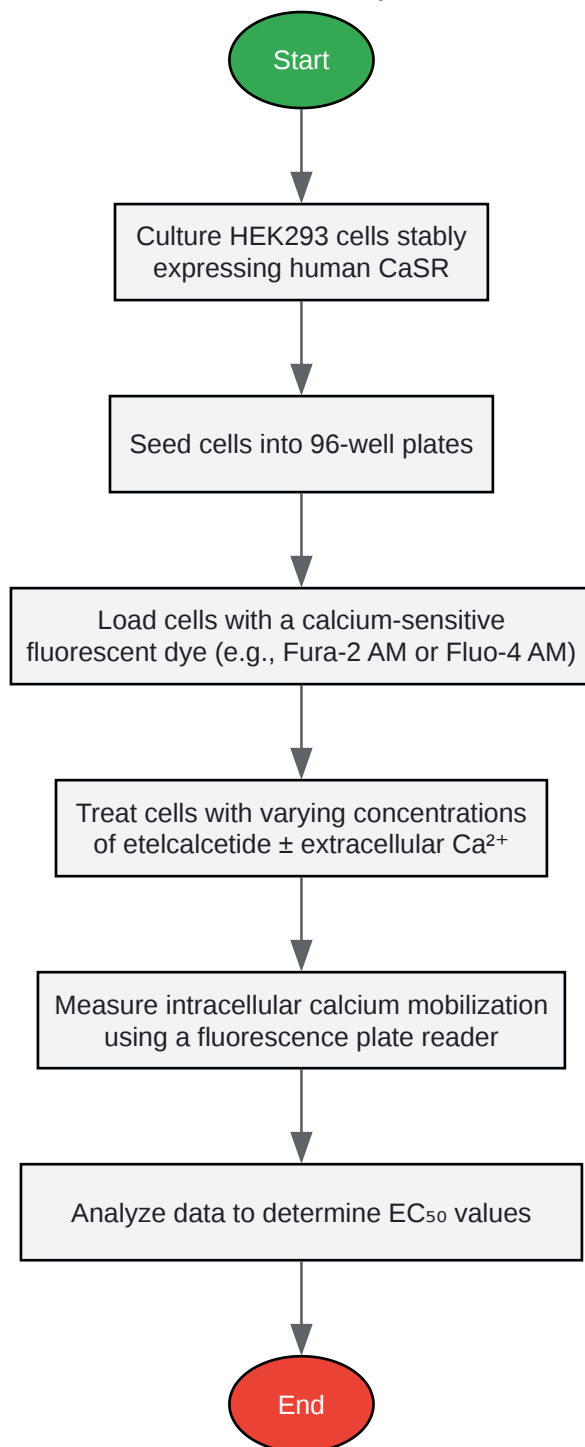 Start
Culture HEK293 cells stably
expressing human CaSR
Seed cells into 96-well plates
Load cells with a calcium-sensitive
fluorescent dye (e.g., Fura-2 AM or Fluo-4 AM)
Treat cells with varying concentrations
of etelcalcetide ± extracellular Ca²⁺
Measure intracellular calcium mobilization
using a fluorescence plate reader
Analyze data to determine EC₅₀ values
End